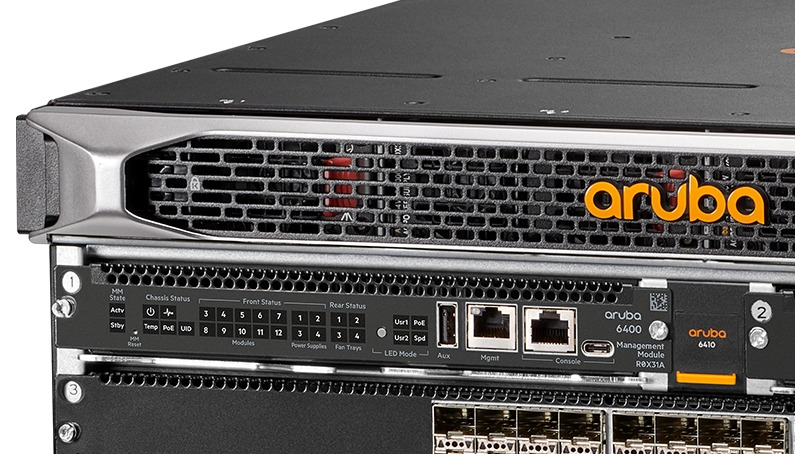 aruba
1
MM
State
Actv
Stby
MM
Reset
Chassis Status
Temp PoE UID
Front Status
3 4 5 6 7 1 2
8 9 10 11 12 3 4
Modules
Power Supplies
Rear Status
1 2
3 4
Fan Trays
Usr1 PoE
Usr2 Spd
LED Mode
Aux
Mgmt
Console
aruba
6400
Management
Module
R0X31A
aruba
6410
2
3